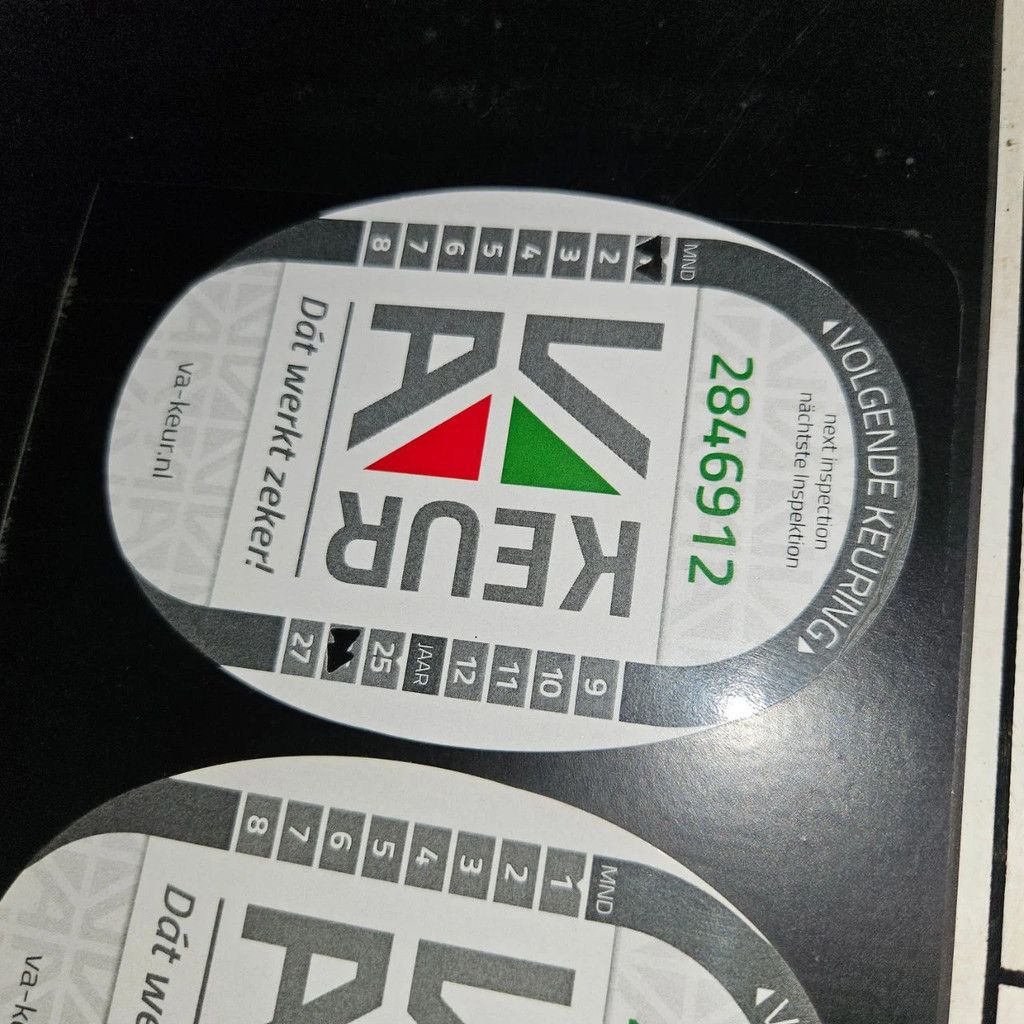 VOLGENDE KEURING
next inspection
nächtste Inspektion
2846912
MND
2
3
4
5
6
7
8
VA
KEUR
9
10
11
12
JAAR
25
27
Dát werkt zeker!
va-keur.nl
MND
1
2
3
4
5
6
7
8
VA
Dát we
va-k